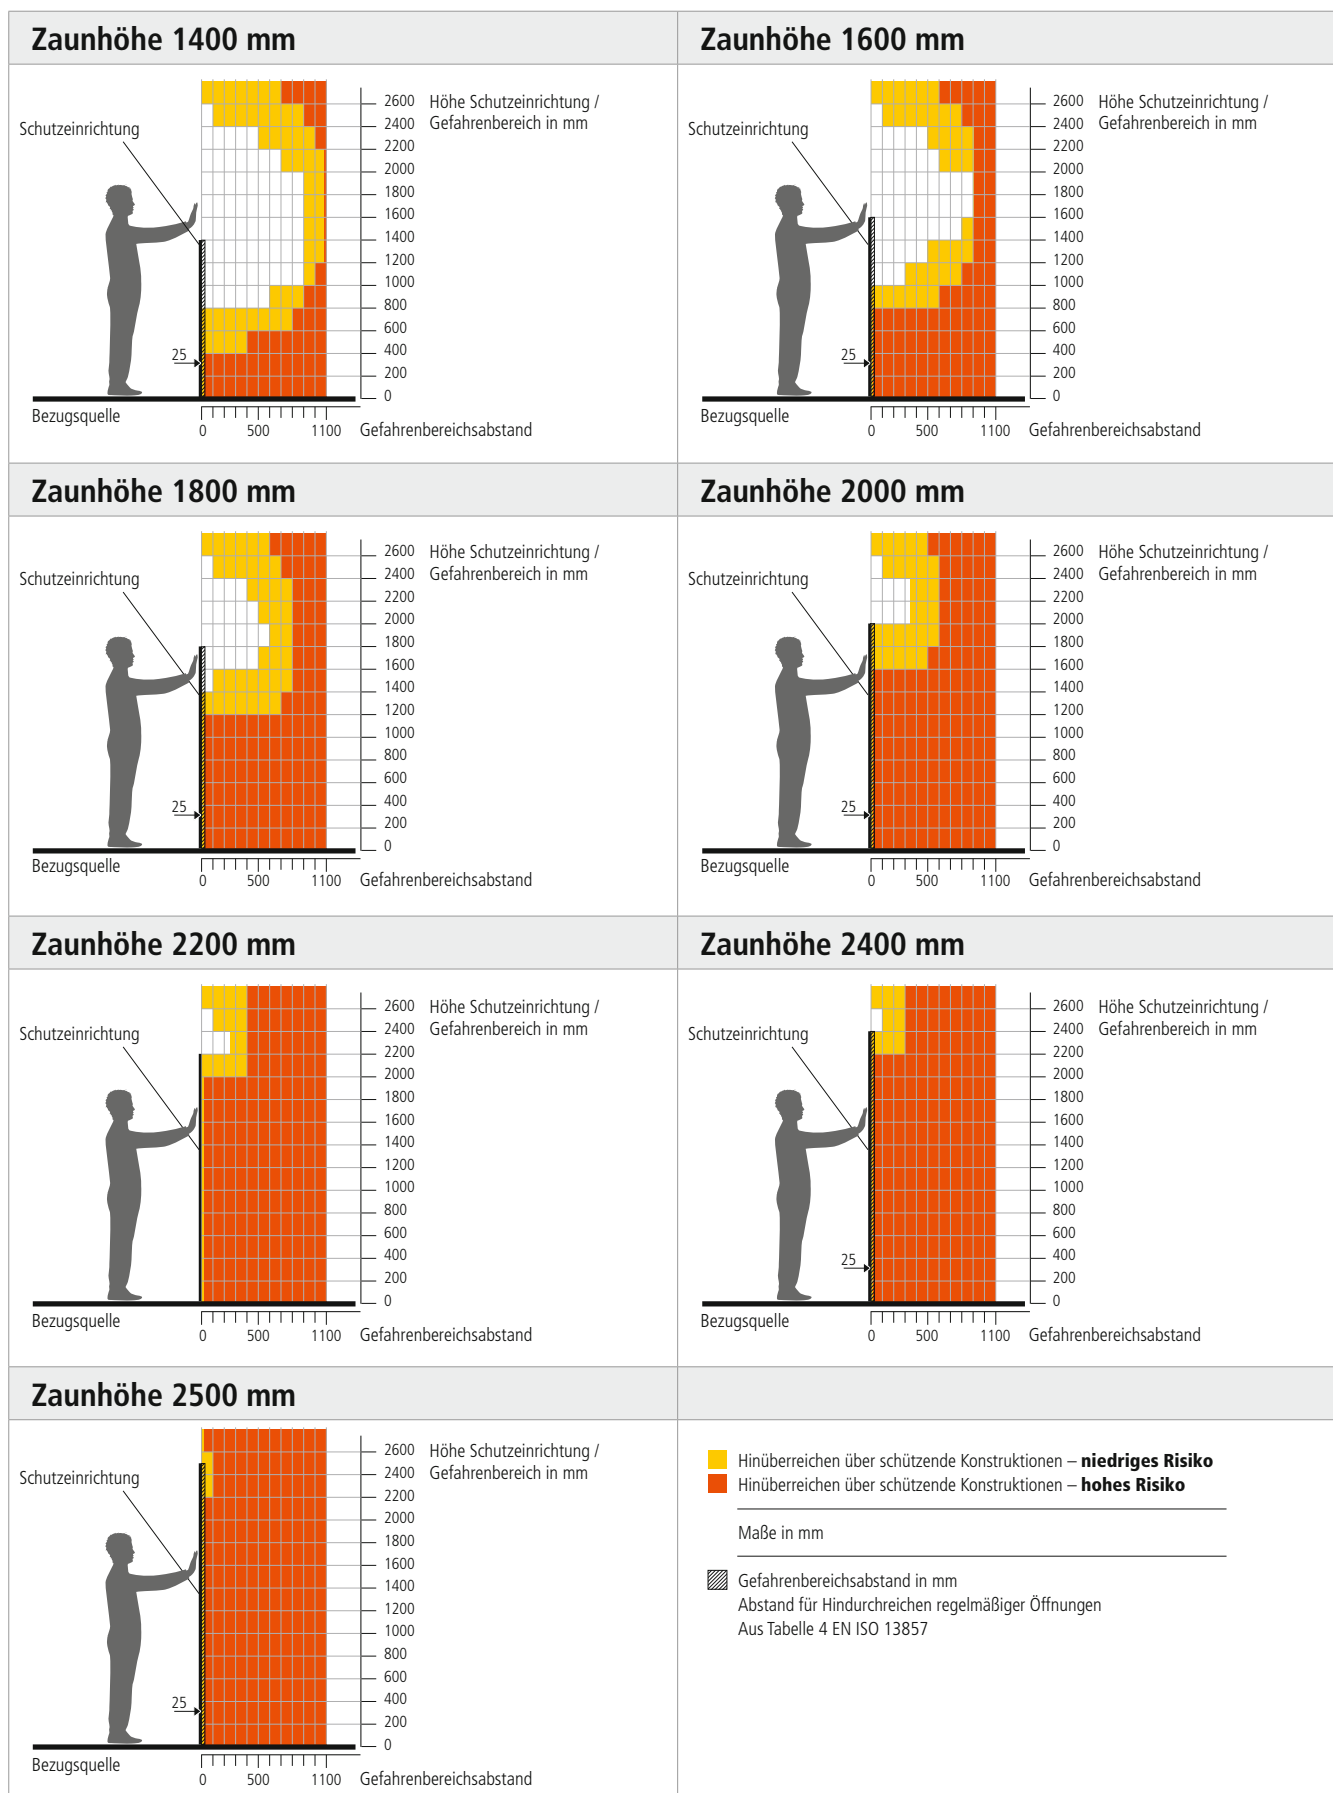 Zaunhöhe 1400 mm
Schutzeinrichtung
2600
2400
2200
2000
1800
1600
1400
1200
1000
800
600
400
200
0
Höhe Schutzeinrichtung /
Gefahrenbereich in mm
25
Bezugsquelle
0 500 1100 Gefahrenbereichsabstand
Zaunhöhe 1600 mm
Schutzeinrichtung
2600
2400
2200
2000
1800
1600
1400
1200
1000
800
600
400
200
0
Höhe Schutzeinrichtung /
Gefahrenbereich in mm
25
Bezugsquelle
0 500 1100 Gefahrenbereichsabstand
Zaunhöhe 1800 mm
Schutzeinrichtung
2600
2400
2200
2000
1800
1600
1400
1200
1000
800
600
400
200
0
Höhe Schutzeinrichtung /
Gefahrenbereich in mm
25
Bezugsquelle
0 500 1100 Gefahrenbereichsabstand
Zaunhöhe 2000 mm
Schutzeinrichtung
2600
2400
2200
2000
1800
1600
1400
1200
1000
800
600
400
200
0
Höhe Schutzeinrichtung /
Gefahrenbereich in mm
25
Bezugsquelle
0 500 1100 Gefahrenbereichsabstand
Zaunhöhe 2200 mm
Schutzeinrichtung
2600
2400
2200
2000
1800
1600
1400
1200
1000
800
600
400
200
0
Höhe Schutzeinrichtung /
Gefahrenbereich in mm
Bezugsquelle
0 500 1100 Gefahrenbereichsabstand
Zaunhöhe 2400 mm
Schutzeinrichtung
2600
2400
2200
2000
1800
1600
1400
1200
1000
800
600
400
200
0
Höhe Schutzeinrichtung /
Gefahrenbereich in mm
25
Bezugsquelle
0 500 1100 Gefahrenbereichsabstand
Zaunhöhe 2500 mm
Schutzeinrichtung
2600
2400
2200
2000
1800
1600
1400
1200
1000
800
600
400
200
0
Höhe Schutzeinrichtung /
Gefahrenbereich in mm
25
Bezugsquelle
0 500 1100 Gefahrenbereichsabstand
Hinüberreichen über schützende Konstruktionen – niedriges Risiko
Hinüberreichen über schützende Konstruktionen – hohes Risiko
Maße in mm
Gefahrenbereichsabstand in mm
Abstand für Hindurchreichen regelmäßiger Öffnungen
Aus Tabelle 4 EN ISO 13857